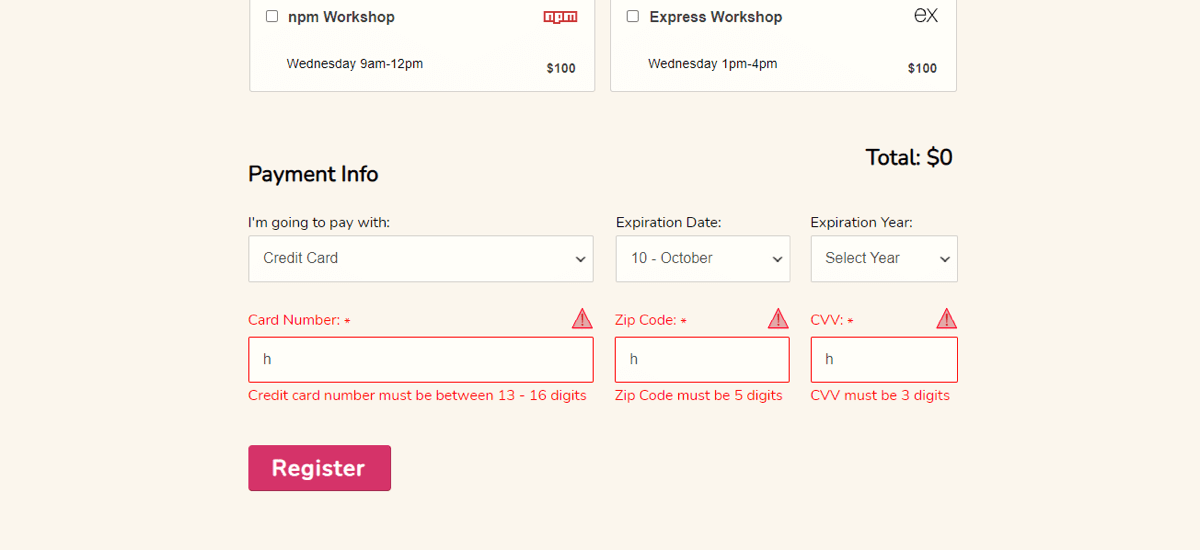 npm Workshop
npm
Wednesday 9am-12pm
$100
Express Workshop
ex
Wednesday 1pm-4pm
$100
Total: $0
Payment Info
I'm going to pay with:
Expiration Date:
Expiration Year:
Credit Card
10 - October
Select Year
Card Number: *
Zip Code: *
CVV: *
h
h
h
Credit card number must be between 13 - 16 digits
Zip Code must be 5 digits
CVV must be 3 digits
Register